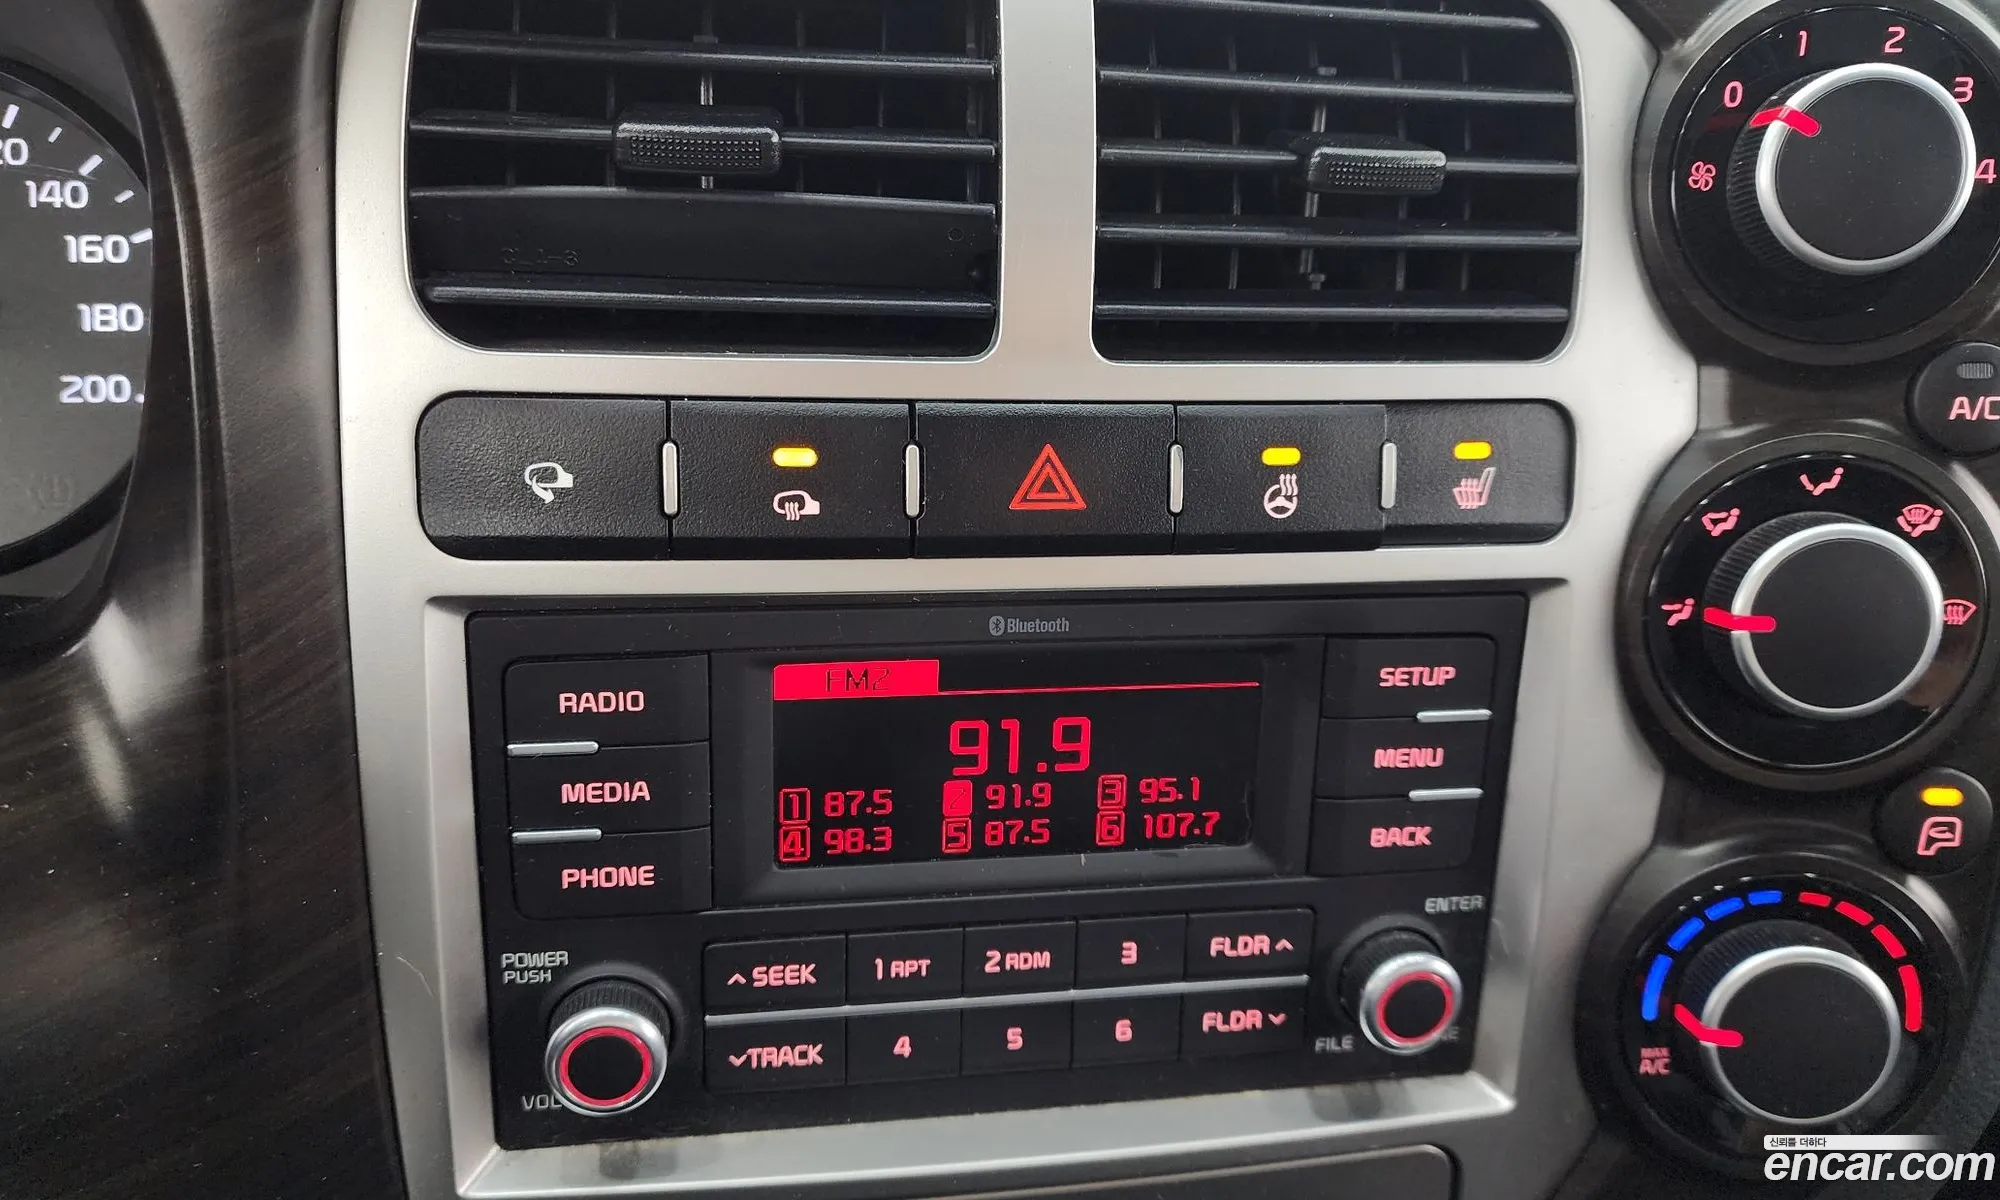 140
160
180
200
0
1
2
3
4
A/C
Bluetooth
RADIO
MEDIA
PHONE
FM2
91.9
1 87.5 2 91.9 3 95.1
4 98.3 5 87.5 6 107.7
SETUP
MENU
BACK
ENTER
POWER
PUSH
VOL
SEEK
1 RPT
2 RDM
3
FLDR
TRACK
4
5
6
FLDR
FILE
MAX
A/C
신뢰를 더하다
encar.com